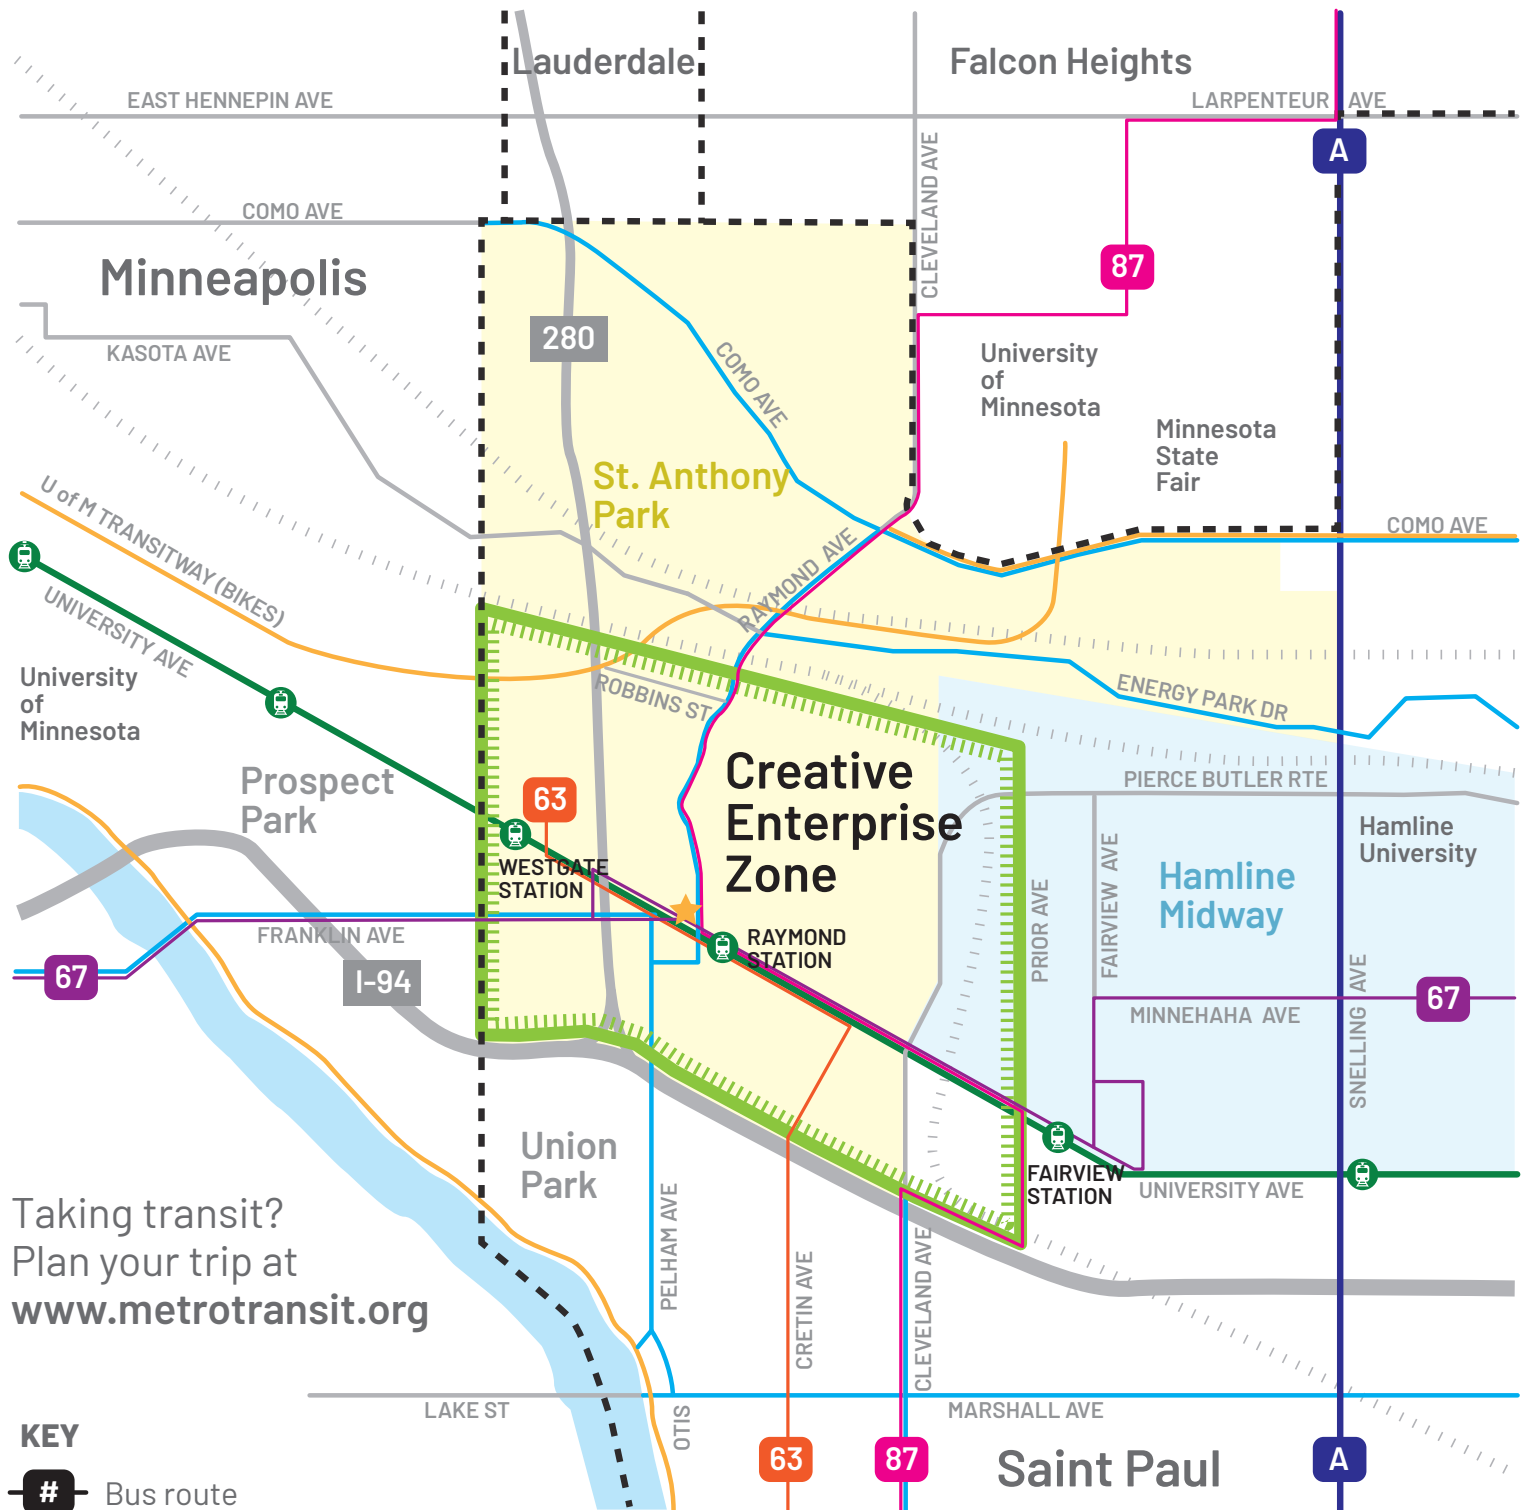 Lauderdale
Falcon Heights
EAST HENNEPIN AVE
LARPENTEUR AVE
A
CLEVELAND AVE
COMO AVE
Minneapolis
87
280
KASOTA AVE
COMO AVE
University
of
Minnesota
Minnesota
State
Fair
St. Anthony
Park
U of M TRANSITWAY (BIKES)
COMO AVE
RAYMOND AVE
UNIVERSITY AVE
University
of
Minnesota
ROBBINS ST
ENERGY PARK DR
Prospect
Park
63
Creative
Enterprise
Zone
PIERCE BUTLER RTE
Hamline
University
WESTGATE
STATION
Hamline
Midway
FAIRVIEW AVE
PRIOR AVE
FRANKLIN AVE
RAYMOND
STATION
67
I-94
67
MINNEHAHA AVE
SNELLING AVE
Union
Park
FAIRVIEW
STATION
UNIVERSITY AVE
Taking transit?
Plan your trip at
www.metrotransit.org
PELHAM AVE
CRETIN AVE
CLEVELAND AVE
LAKE ST
OTIS
MARSHALL AVE
KEY
63
87
Saint Paul
A
# Bus route